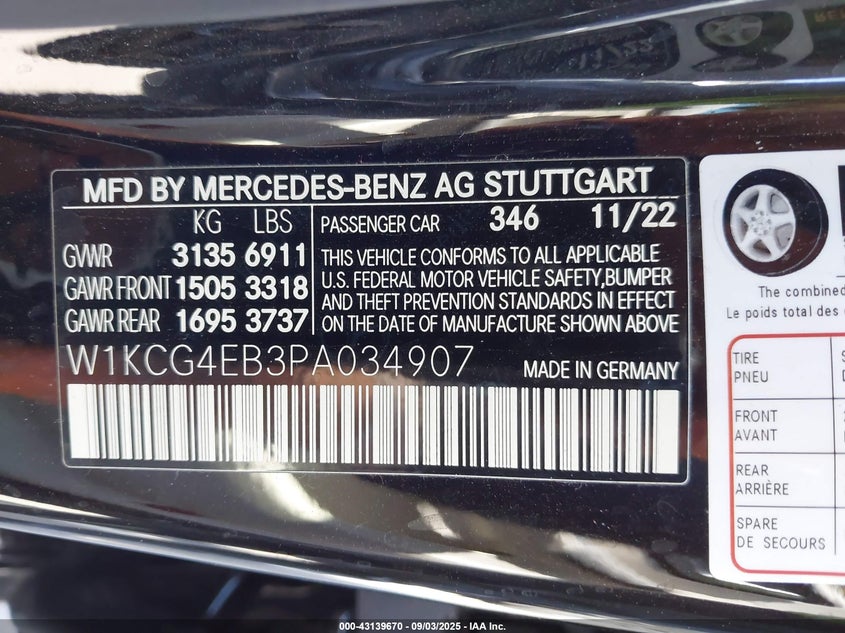 MFD BY MERCEDES-BENZ AG STUTTGART
KG LBS
GVWR 3135 6911
GAWR FRONT 1505 3318
GAWR REAR 1695 3737
PASSENGER CAR 346 11/22
THIS VEHICLE CONFORMS TO ALL APPLICABLE
U.S. FEDERAL MOTOR VEHICLE SAFETY,BUMPER
AND THEFT PREVENTION STANDARDS IN EFFECT
ON THE DATE OF MANUFACTURE SHOWN ABOVE
W1KCG4EB3PA034907 MADE IN GERMANY
The combined
Le poids total des
TIRE
PNEU
FRONT
AVANT
REAR
ARRIÈRE
SPARE
DE SECOURS
000-43139670 - 09/03/2025 - IAA Inc.